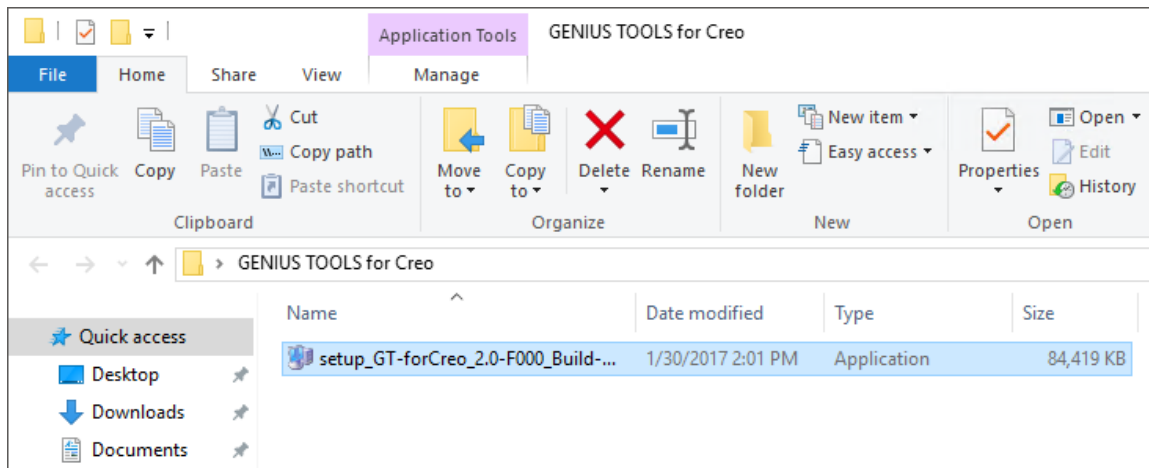 Application Tools GENIUS TOOLS for Creo
File Home Share View Manage
Pin to Quick access
Copy
Paste
Cut
Copy path
Paste shortcut
Move to
Copy to
Delete
Rename
New folder
New item
Easy access
Properties
Open
Edit
History
Clipboard Organize New Open
GENIUS TOOLS for Creo
Name Date modified Type Size
Quick access
setup_GT-forCreo_2.0-F000_Build-... 1/30/2017 2:01 PM Application 84,419 KB
Desktop
Downloads
Documents